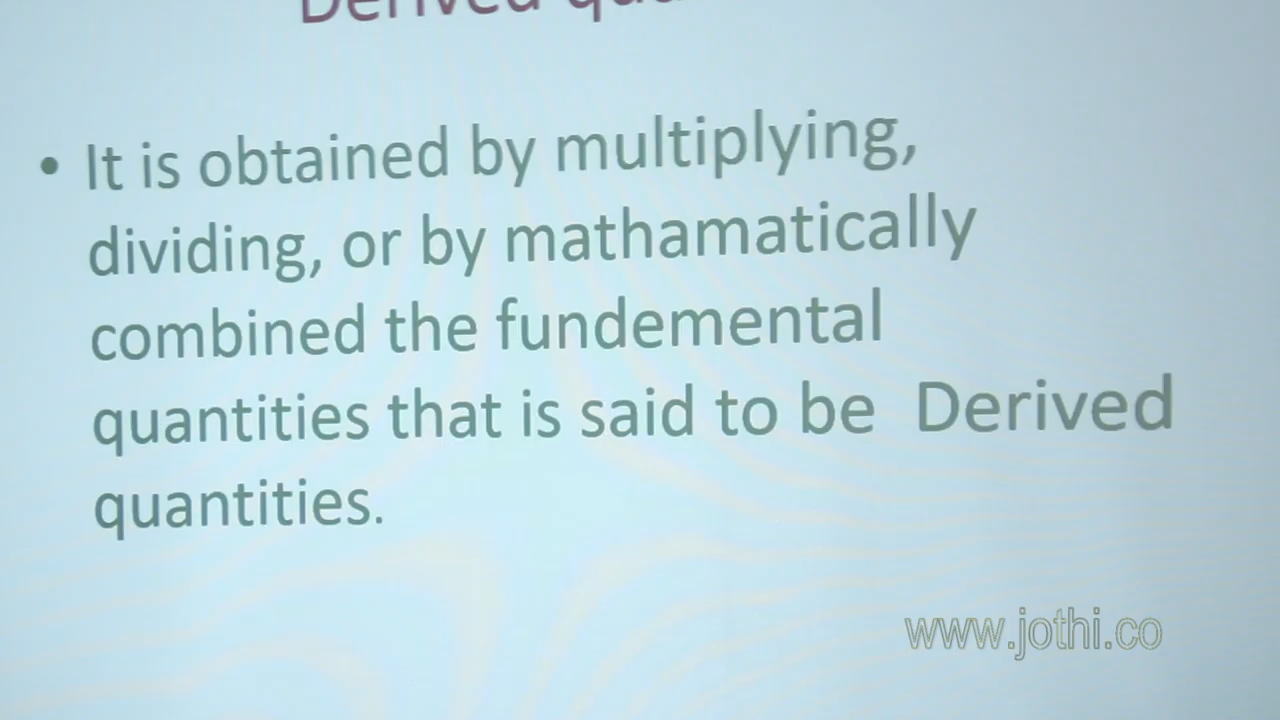 Derived
• It is obtained by multiplying,
dividing, or by mathamatically
combined the fundemental
quantities that is said to be Derived
quantities.
www.jothi.co